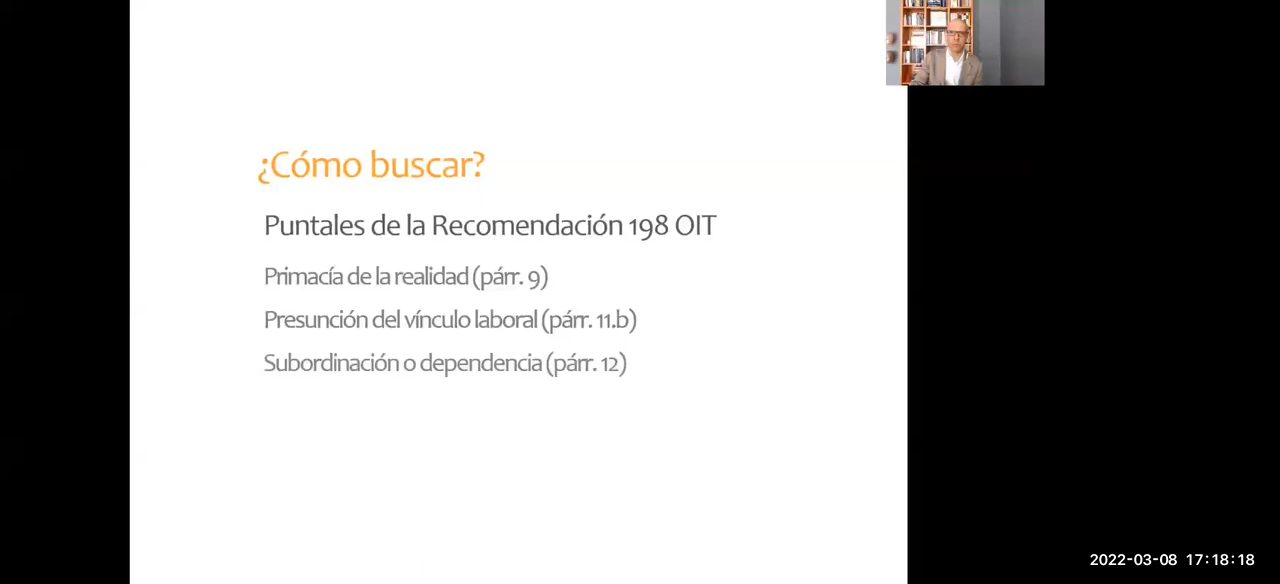 ¿Cómo buscar?
Puntales de la Recomendación 198 OIT
Primacía de la realidad (párr. 9)
Presunción del vínculo laboral (párr. 11.b)
Subordinación o dependencia (párr. 12)
2022-03-08 17:18:18